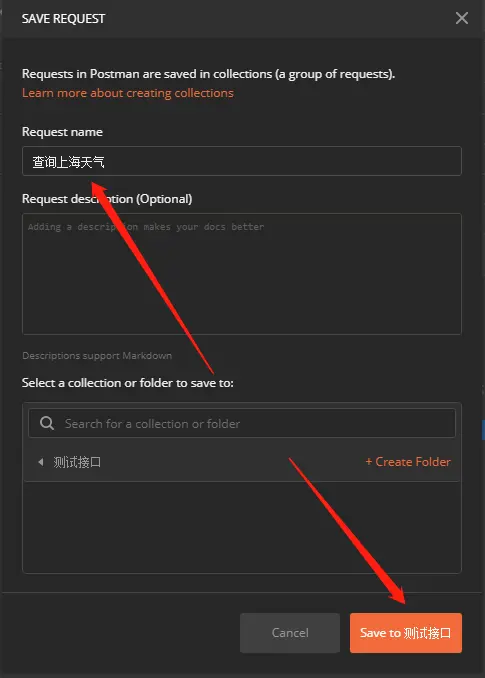 SAVE REQUEST
Requests in Postman are saved in collections (a group of requests).
Learn more about creating collections
Request name
查询上海天气
Request description (Optional)
Adding a description makes your docs better
Descriptions support Markdown
Select a collection or folder to save to:
Search for a collection or folder
测试接口 + Create Folder
Cancel Save to 测试接口